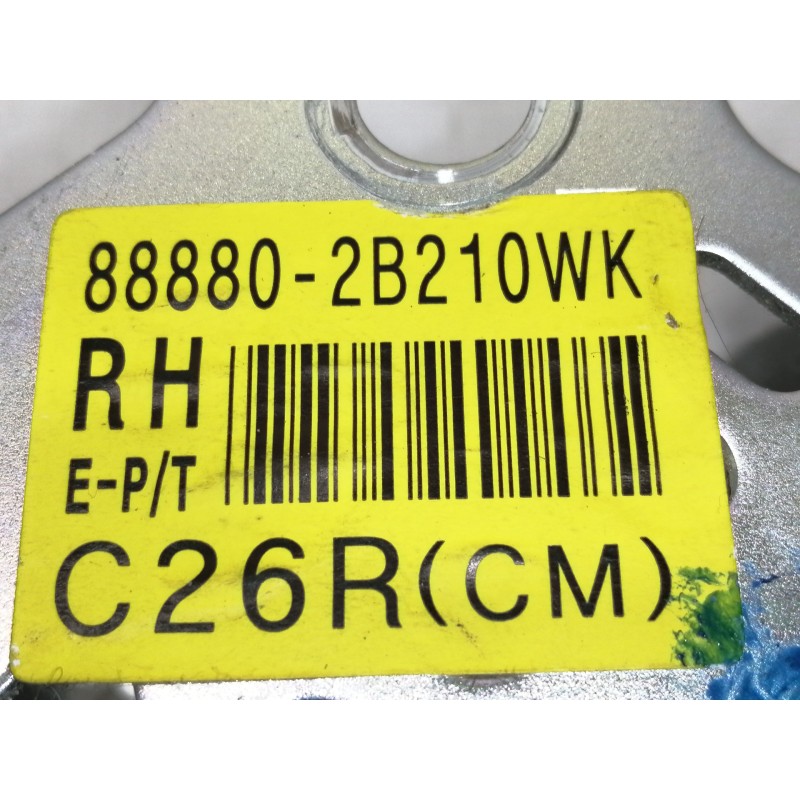 88880-2B210WK
RH
E-P/T
C26R(CM)